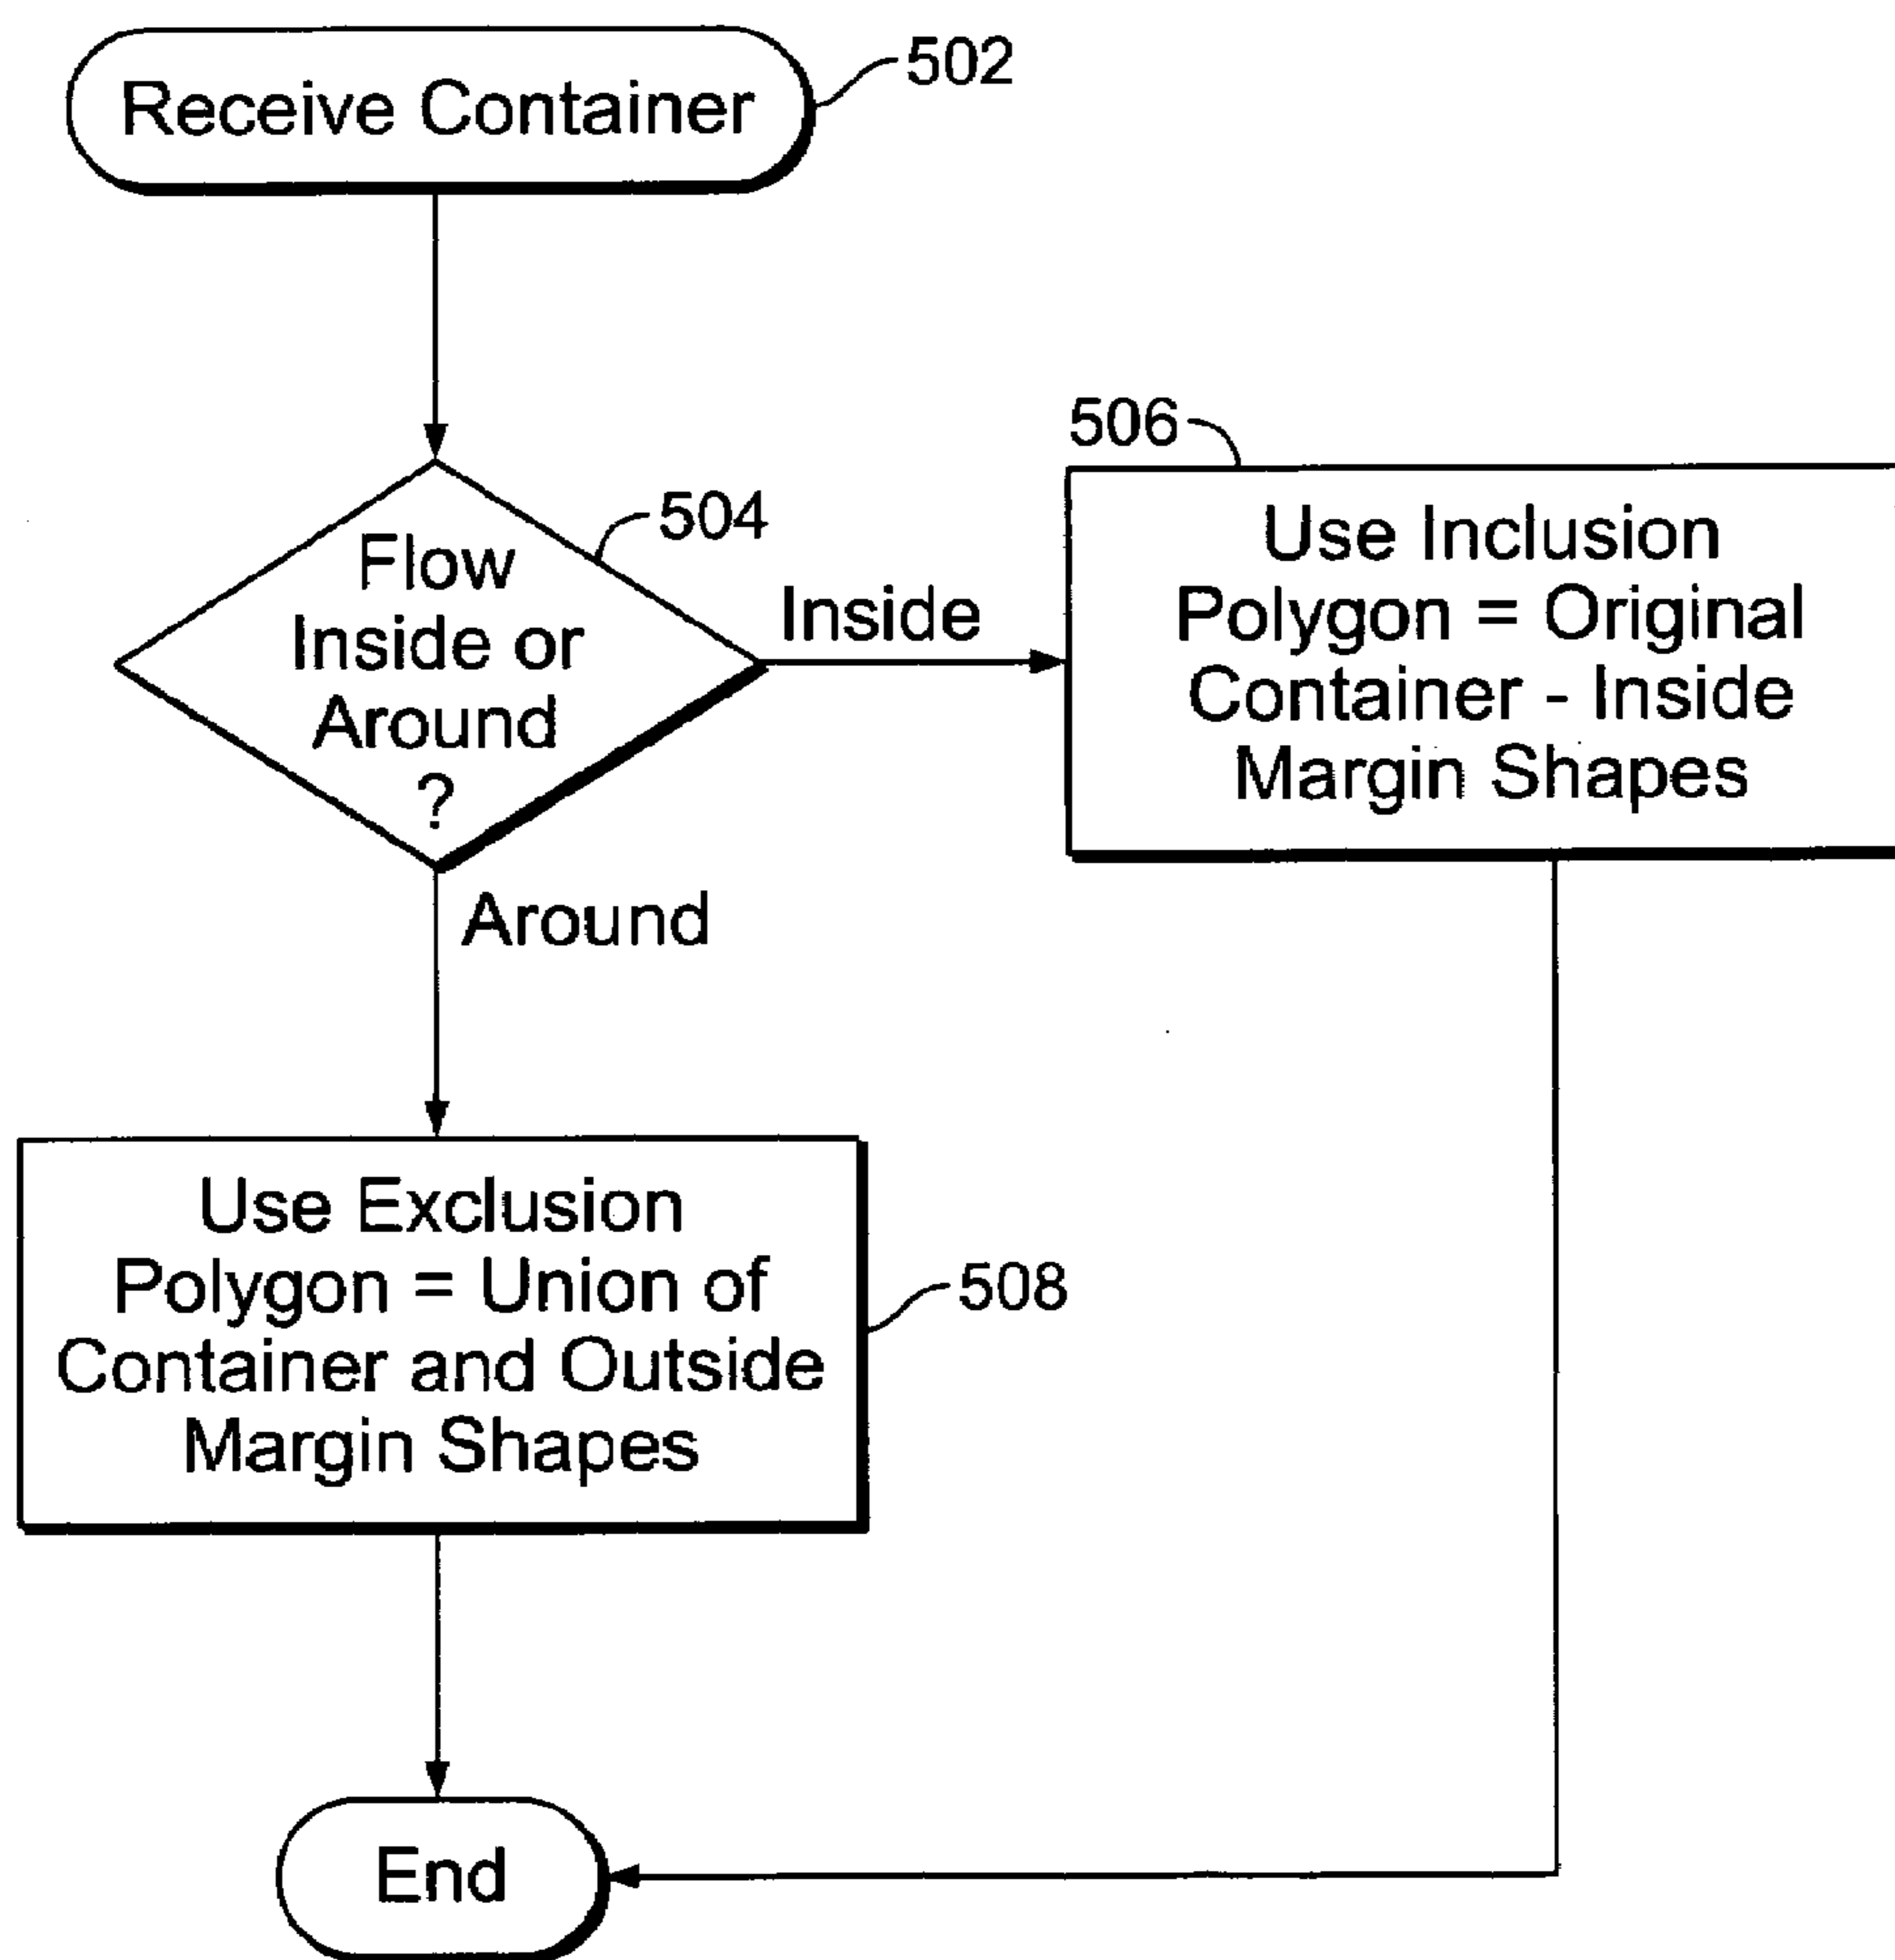 Receive Container
502
504
Flow
Inside or
Around
?
Inside
506
Use Inclusion
Polygon = Original
Container - Inside
Margin Shapes
Around
Use Exclusion
Polygon = Union of
Container and Outside
Margin Shapes
508
End